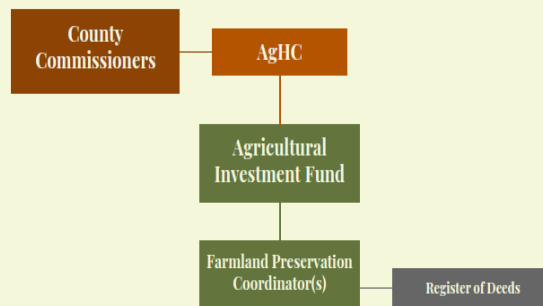 County
Commissioners
AgHC
Agricultural
Investment Fund
Farmland Preservation
Coordinator(s)
Register of Deeds